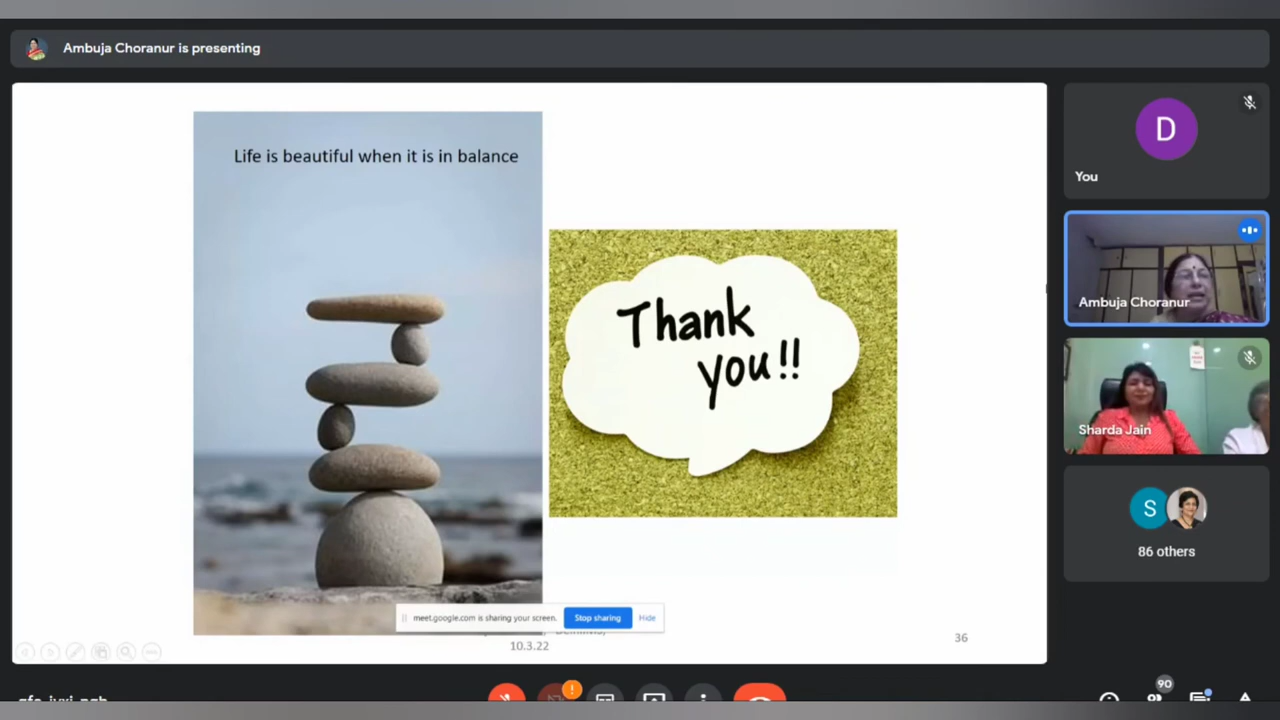 Ambuja Choranur is presenting
Life is beautiful when it is in balance
Thank
you!!
meet.google.com is sharing your screen.
Stop sharing
Hide
10.3.22
36
D
You
Ambuja Choranur
Sharda Jain
S
86 others
90